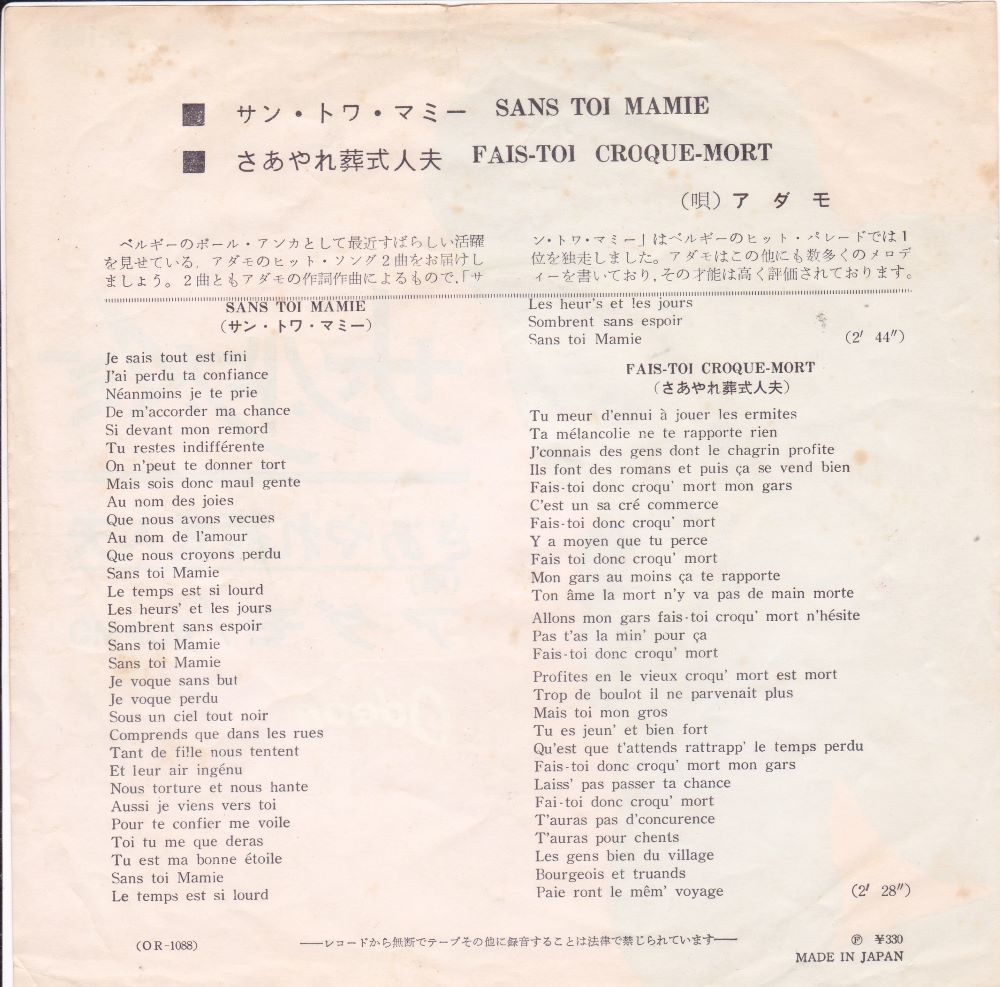 ■ サン・トワ・マミー SANS TOI MAMIE
■ さあやれ葬式人夫 FAIS-TOI CROQUE-MORT
（唄）ア ダ モ
ベルギーのポール・アンカとして最近すばらしい活躍
を見せている，アダモのヒット・ソング2曲をお届けし
ましょう。2曲ともアダモの作詞作曲によるもので，「サ
ン・トワ・マミー」はベルギーのヒット・パレードでは1
位を独走しました。アダモはこの他にも数多くのメロデ
ィーを書いており，その才能は高く評価されております。
SANS TOI MAMIE
（サン・トワ・マミー）
Je sais tout est fini
J'ai perdu ta confiance
Néanmoins je te prie
De m'accorder ma chance
Si devant mon remord
Tu restes indifférente
On n'peut te donner tort
Mais sois donc maul gente
Au nom des joies
Que nous avons vecues
Au nom de l'amour
Que nous croyons perdu
Sans toi Mamie
Le temps est si lourd
Les heurs' et les jours
Sombrent sans espoir
Sans toi Mamie
Sans toi Mamie
Je voque sans but
Je voque perdu
Sous un ciel tout noir
Comprends que dans les rues
Tant de fille nous tentent
Et leur air ingénu
Nous torture et nous hante
Aussi je viens vers toi
Pour te confier me voile
Toi tu me que deras
Tu est ma bonne étoile
Sans toi Mamie
Le temps est si lourd
Les heur's et les jours
Sombrent sans espoir
Sans toi Mamie (2′ 44″)
FAIS-TOI CROQUE-MORT
（さあやれ葬式人夫）
Tu meur d'ennui à jouer les ermites
Ta mélancolie ne te rapporte rien
J'connais des gens dont le chagrin profite
Ils font des romans et puis ça se vend bien
Fais-toi donc croqu' mort mon gars
C'est un sa cré commerce
Fais-toi donc croqu' mort
Y a moyen que tu perce
Fais toi donc croqu' mort
Mon gars au moins ça te rapporte
Ton âme la mort n'y va pas de main morte
Allons mon gars fais-toi croqu' mort n'hésite
Pas t'as la min' pour ça
Fais-toi donc croqu' mort
Profites en le vieux croqu' mort est mort
Trop de boulot il ne parvenait plus
Mais toi mon gros
Tu es jeun' et bien fort
Qu'est que t'attends rattrapp' le temps perdu
Fais-toi donc croqu' mort mon gars
Laiss' pas passer ta chance
Fai-toi donc croqu' mort
T'auras pas d'concurence
T'auras pour chents
Les gens bien du village
Bourgeois et truands
Paie ront le mêm' voyage (2′ 28″)
(OR-1088)
――レコードから無断でテープその他に録音することは法律で禁じられています――
Ⓟ ¥330
MADE IN JAPAN